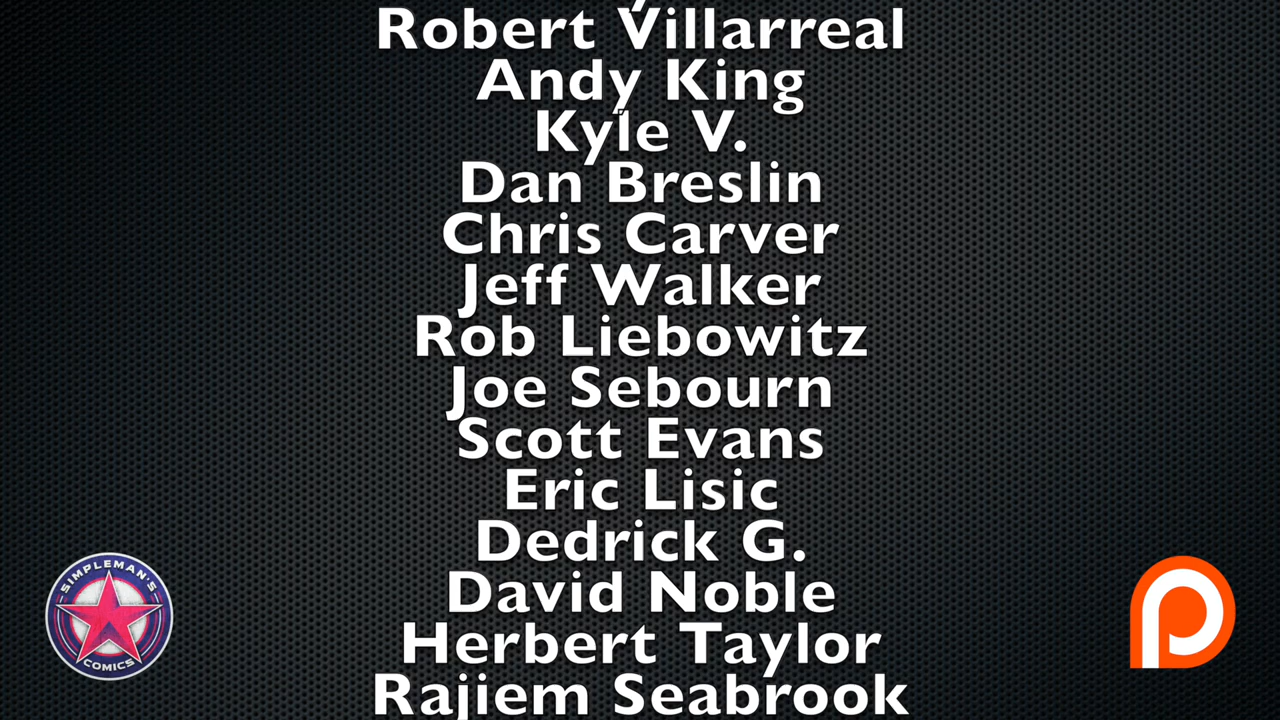 Robert Villarreal
Andy King
Kyle V.
Dan Breslin
Chris Carver
Jeff Walker
Rob Liebowitz
Joe Sebourn
Scott Evans
Eric Lisic
Dedrick G.
David Noble
Herbert Taylor
Rajiem Seabrook
SIMPLEMAN'S
COMICS